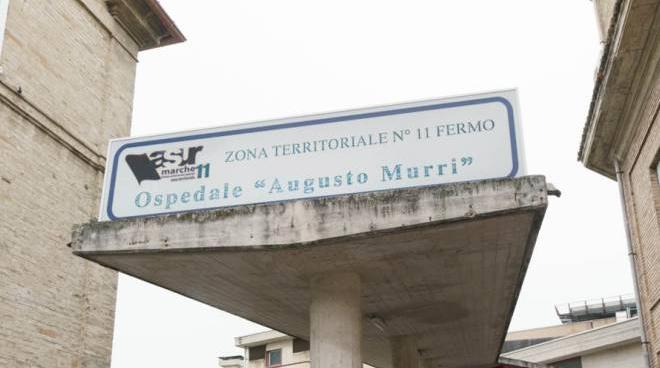 asur
marche 11
ZONA TERRITORIALE N° 11 FERMO
Ospedale "Augusto Murri"